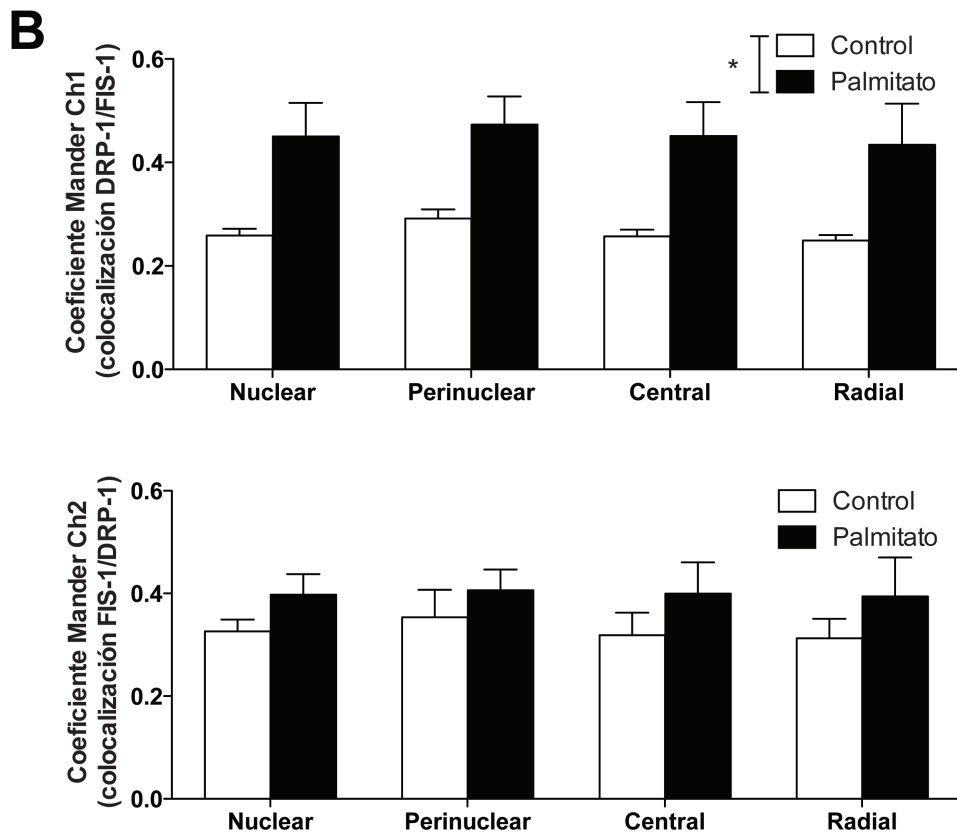 B
Coeficiente Mander Ch1
(colocalización DRP-1/FIS-1)
0.6
0.4
0.2
0.0
* Control
Palmitato
Nuclear Perinuclear Central Radial
Coeficiente Mander Ch2
(colocalización FIS-1/DRP-1)
0.6
0.4
0.2
0.0
Control
Palmitato
Nuclear Perinuclear Central Radial